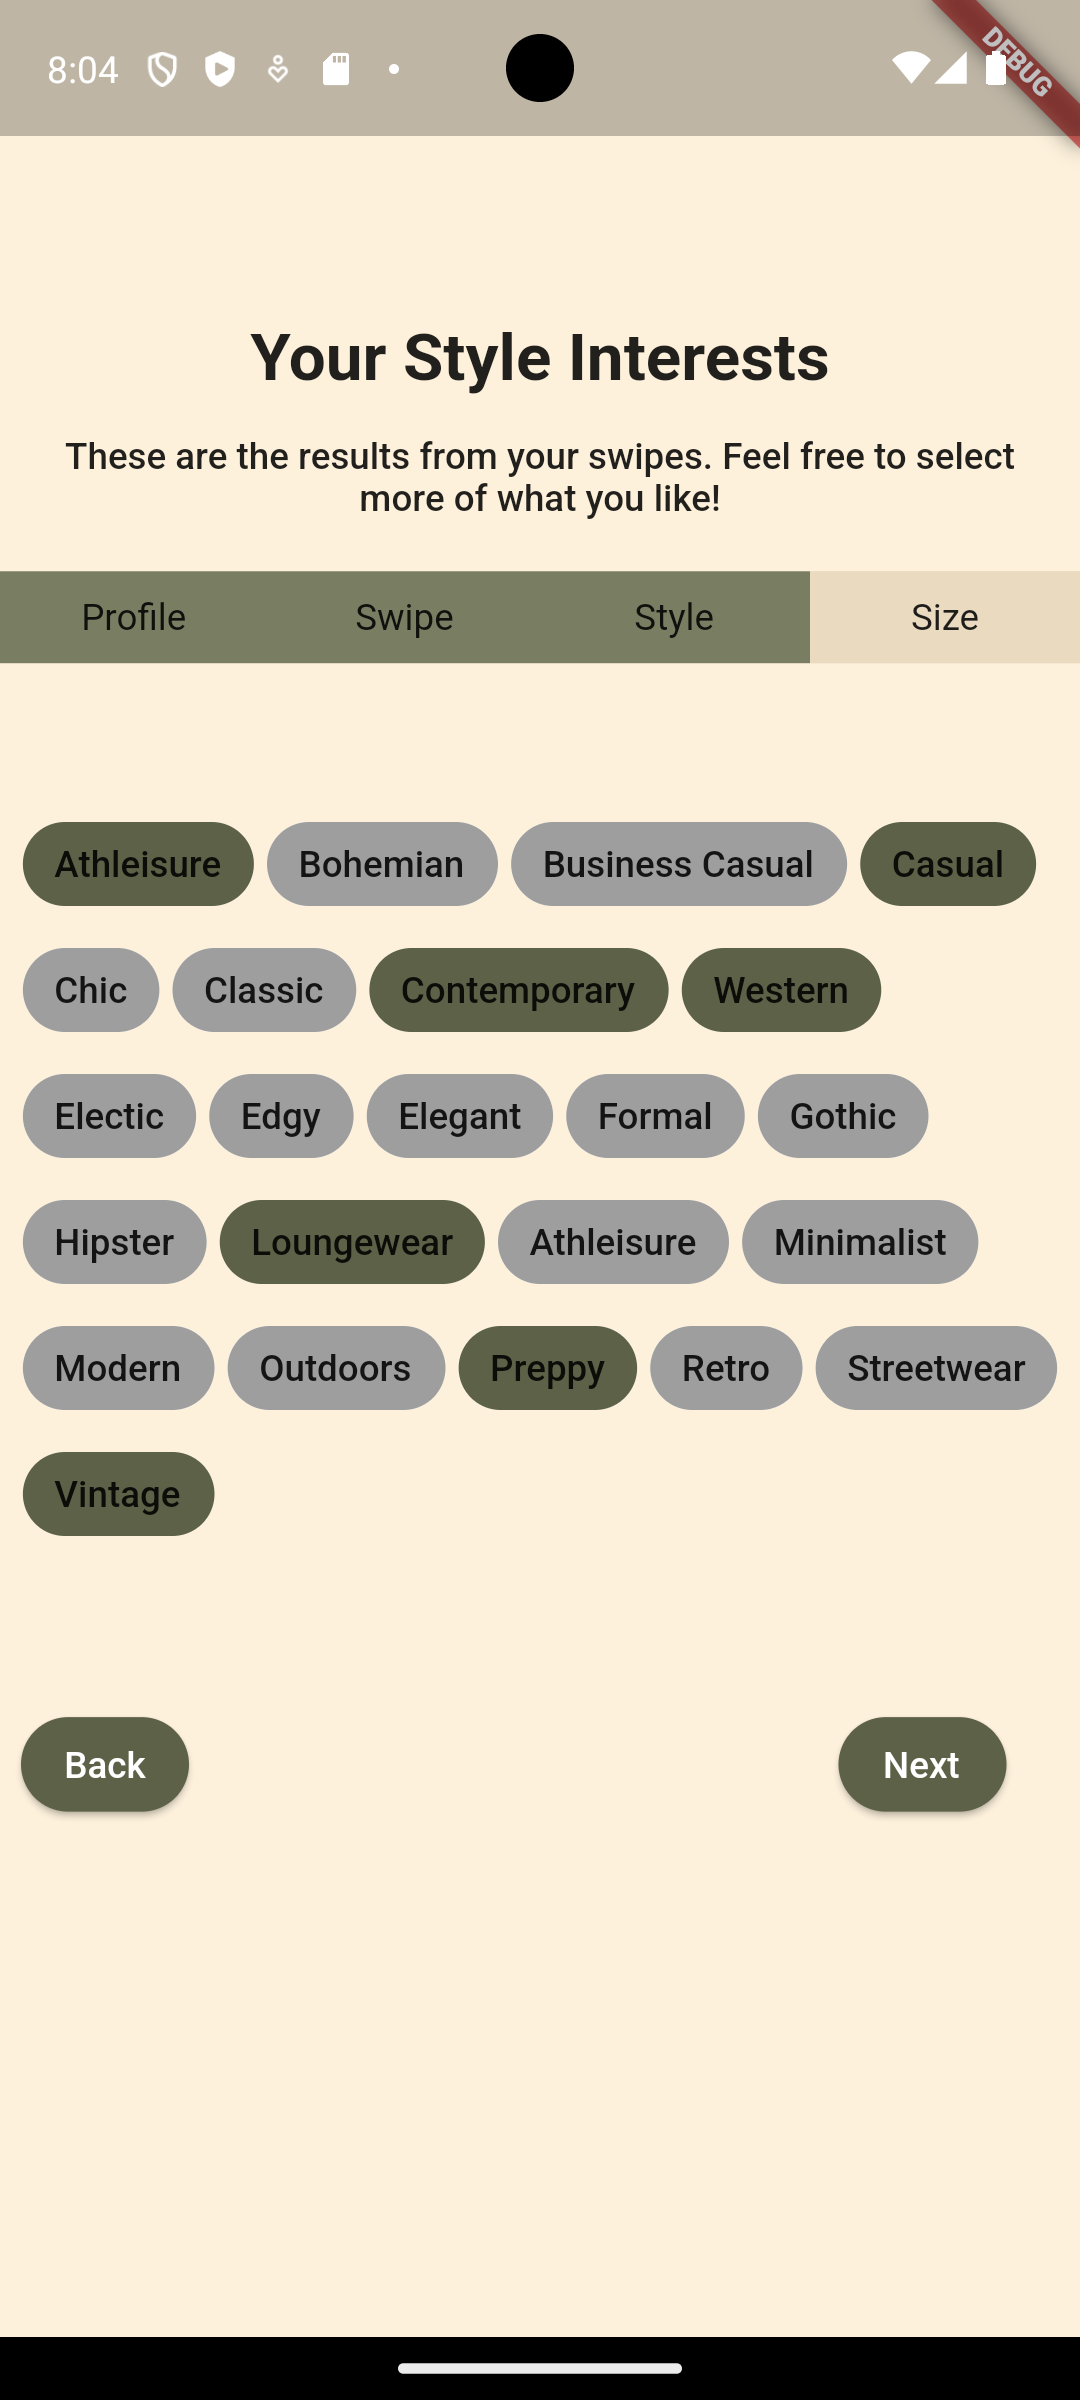 8:04
DEBUG
Your Style Interests
These are the results from your swipes. Feel free to select
more of what you like!
Profile Swipe Style Size
Athleisure Bohemian Business Casual Casual
Chic Classic Contemporary Western
Electic Edgy Elegant Formal Gothic
Hipster Loungewear Athleisure Minimalist
Modern Outdoors Preppy Retro Streetwear
Vintage
Back Next